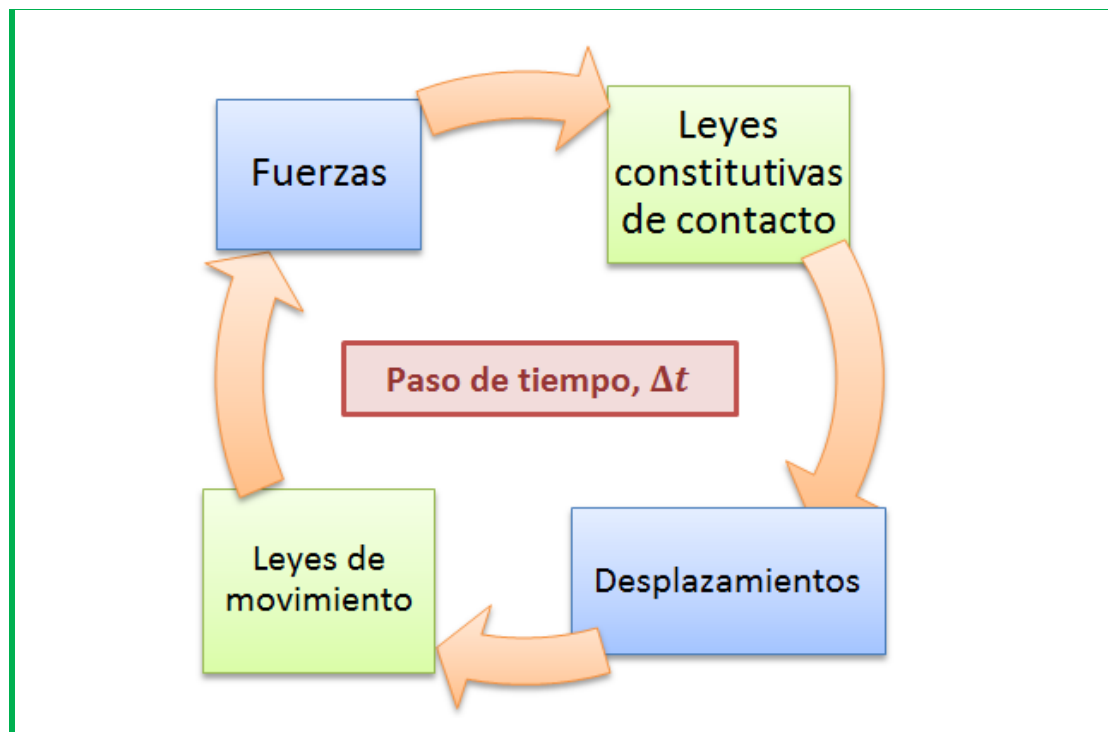 Fuerzas
Leyes
constitutivas
de contacto
Paso de tiempo, Δt
Leyes de
movimiento
Desplazamientos